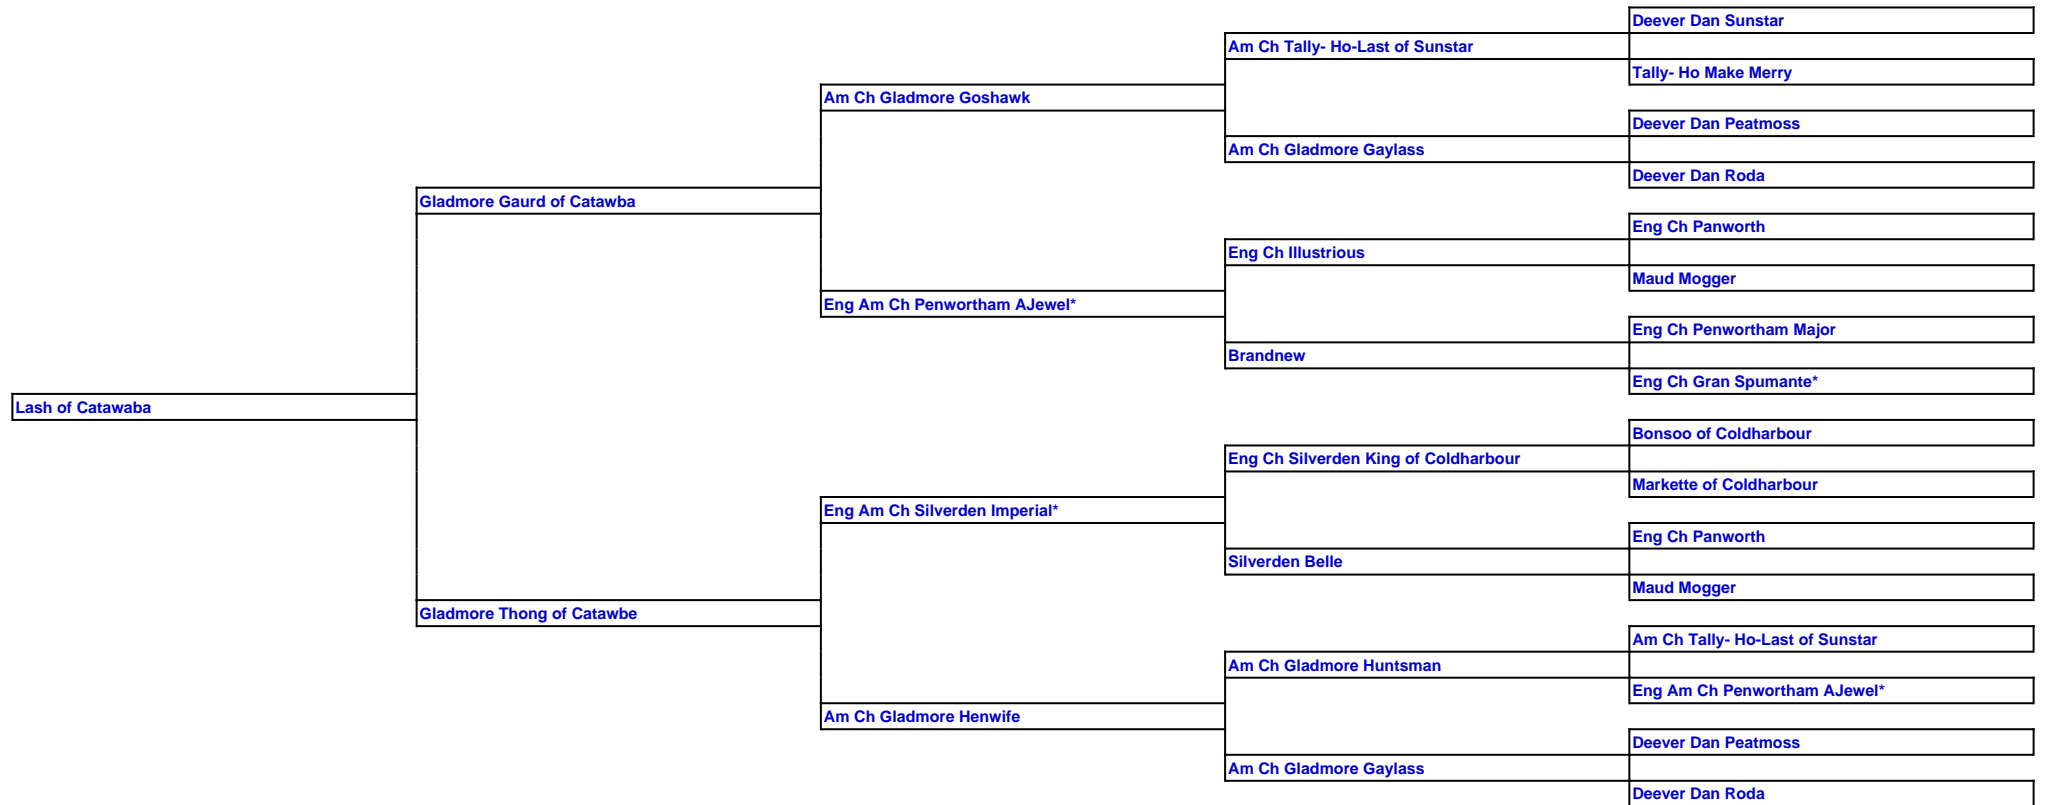 Deever Dan Sunstar
Am Ch Tally- Ho-Last of Sunstar
Tally- Ho Make Merry
Am Ch Gladmore Goshawk
Deever Dan Peatmoss
Am Ch Gladmore Gaylass
Deever Dan Roda
Gladmore Gaurd of Catawba
Eng Ch Panworth
Eng Ch Illustrious
Maud Mogger
Eng Am Ch Penwortham AJewel*
Eng Ch Penwortham Major
Brandnew
Eng Ch Gran Spumante*
Lash of Catawaba
Bonsoo of Coldharbour
Eng Ch Silverden King of Coldharbour
Markette of Coldharbour
Eng Am Ch Silverden Imperial*
Eng Ch Panworth
Silverden Belle
Maud Mogger
Gladmore Thong of Catawbe
Am Ch Tally- Ho-Last of Sunstar
Am Ch Gladmore Huntsman
Eng Am Ch Penwortham AJewel*
Am Ch Gladmore Henwife
Deever Dan Peatmoss
Am Ch Gladmore Gaylass
Deever Dan Roda